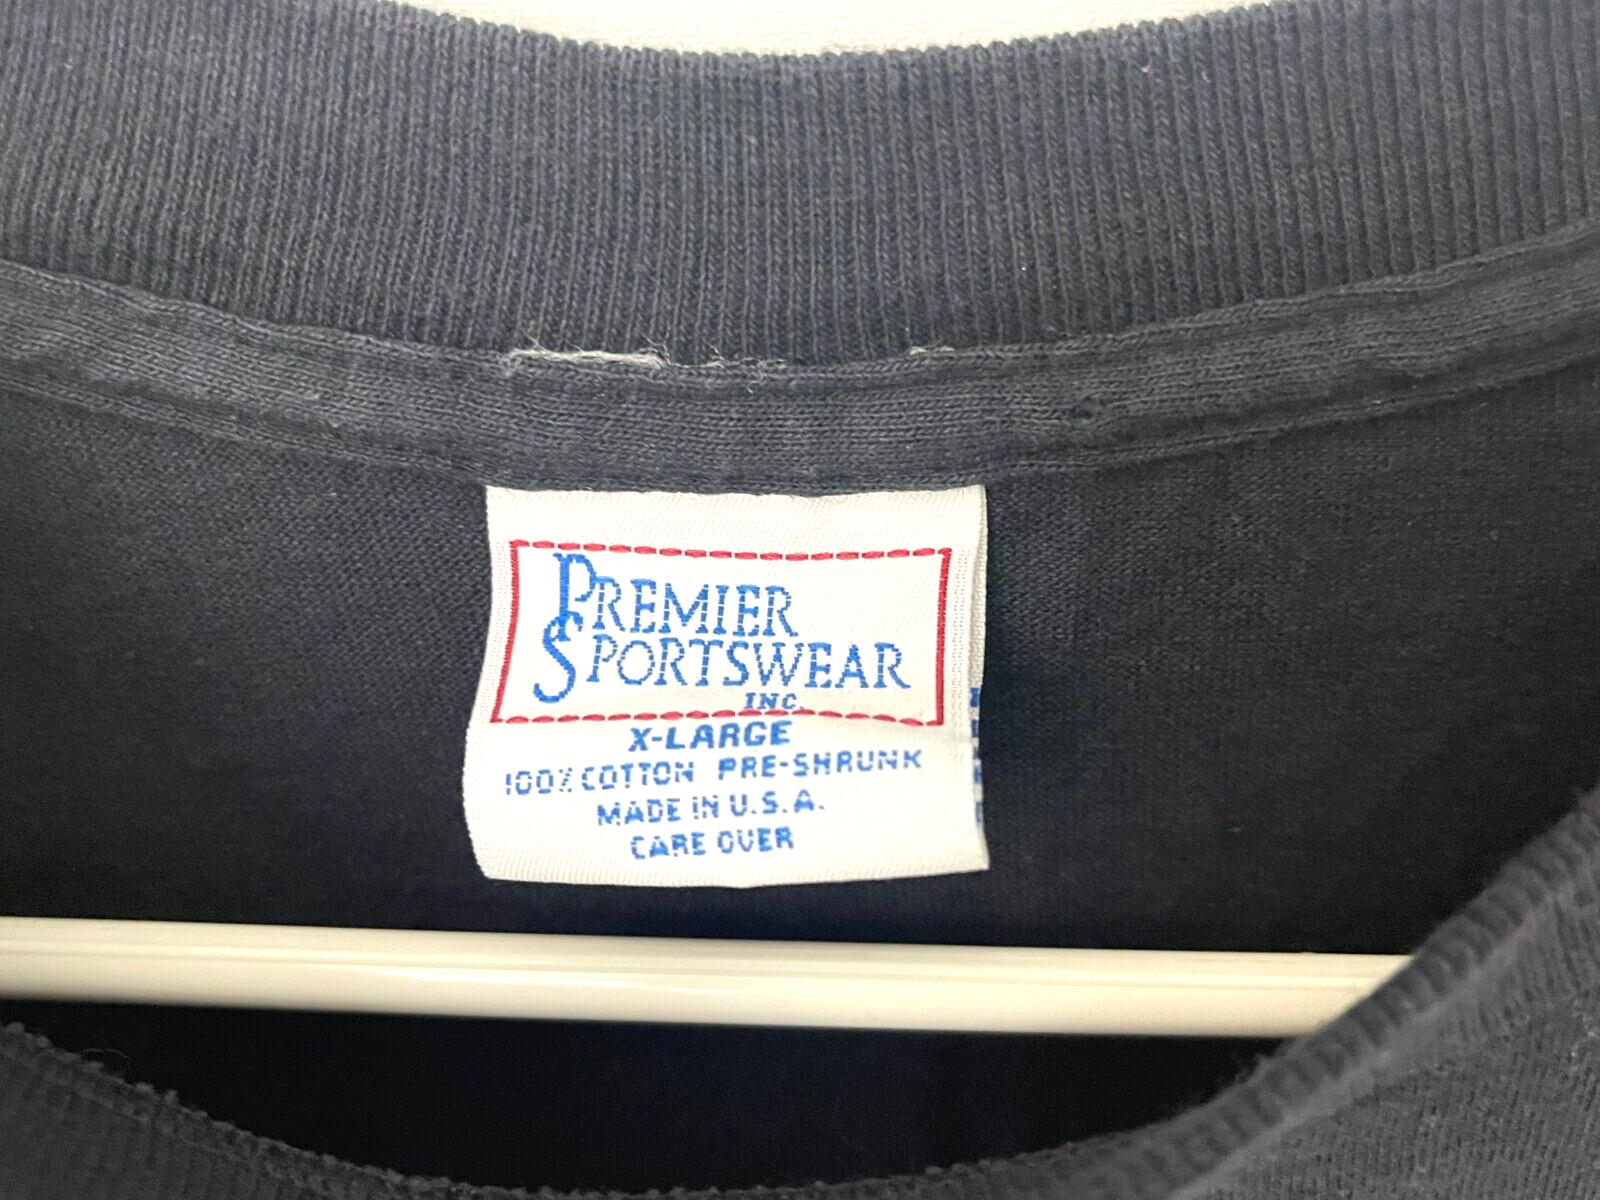 PREMIER
SPORTSWEAR
INC.
X-LARGE
100% COTTON PRE-SHRUNK
MADE IN U.S.A.
CARE OVER